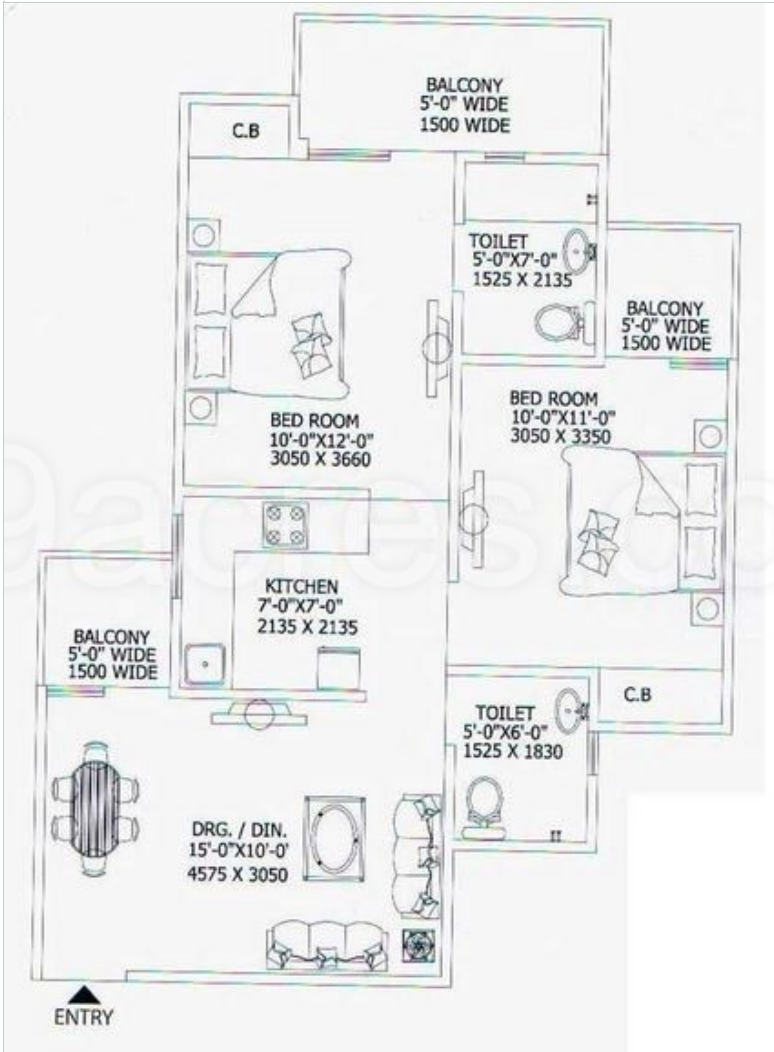 BALCONY
5'-0" WIDE
1500 WIDE
C.B
TOILET
5'-0"X7'-0"
1525 X 2135
BALCONY
5'-0" WIDE
1500 WIDE
BED ROOM
10'-0"X12'-0"
3050 X 3660
BED ROOM
10'-0"X11'-0"
3050 X 3350
9acres.co
KITCHEN
7'-0"X7'-0"
2135 X 2135
BALCONY
5'-0" WIDE
1500 WIDE
C.B
TOILET
5'-0"X6'-0"
1525 X 1830
DRG. / DIN.
15'-0"X10'-0'
4575 X 3050
ENTRY